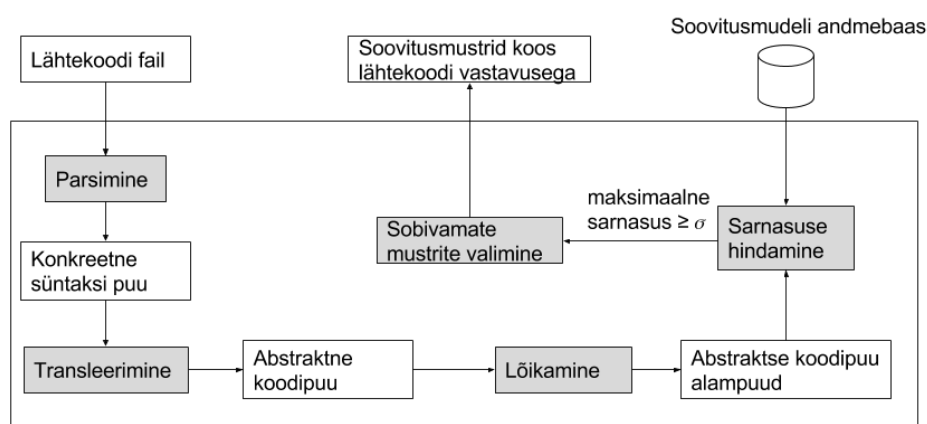 Soovitusmudeli andmebaas
Lähtekoodi fail
Soovitusmustrid koos
lähtekoodi vastavusega
Parsimine
maksimaalne
sarnasus ≥ σ
Sobivamate
mustrite valimine
Sarnasuse
hindamine
Konkreetne
süntaksi puu
Transleerimine
Abstraktne
koodipuu
Lõikamine
Abstraktse koodipuu
alampuud